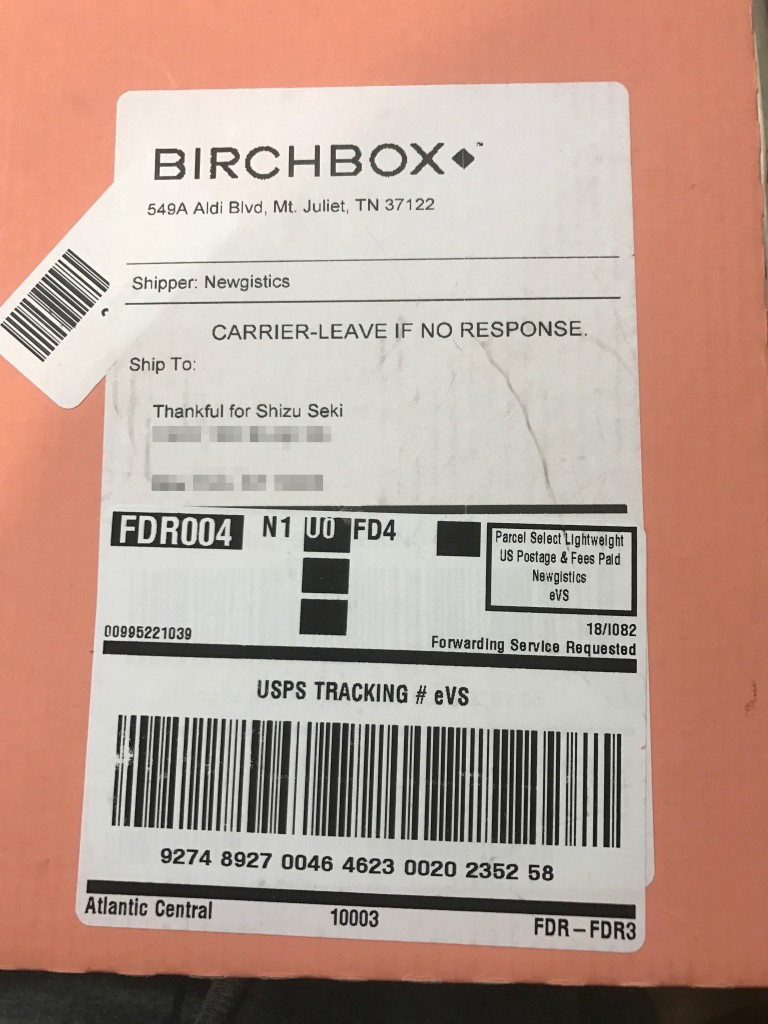 BIRCHBOX ™
549A Aldi Blvd, Mt. Juliet, TN 37122
Shipper: Newgistics
CARRIER-LEAVE IF NO RESPONSE.
Ship To:
Thankful for Shizu Seki
FDR004 N1 U0 FD4
Parcel Select Lightweight
US Postage & Fees Paid
Newgistics
eVS
18/I082
00995221039
Forwarding Service Requested
USPS TRACKING # eVS
9274 8927 0046 4623 0020 2352 58
Atlantic Central 10003 FDR-FDR3